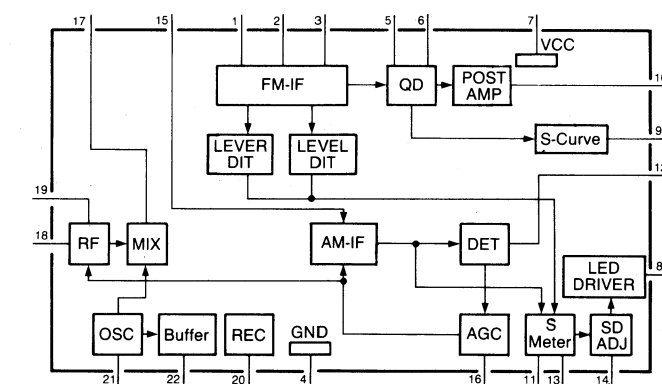 17
15
1
2
3
5
6
7
VCC
FM-IF
QD
POST
AMP
LEVER
DIT
LEVEL
DIT
S-Curve
9
12
19
18
RF
MIX
AM-IF
DET
LED
DRIVER
8
OSC
Buffer
REC
GND
AGC
S
Meter
SD
ADJ
21
22
20
4
16
11
13
14